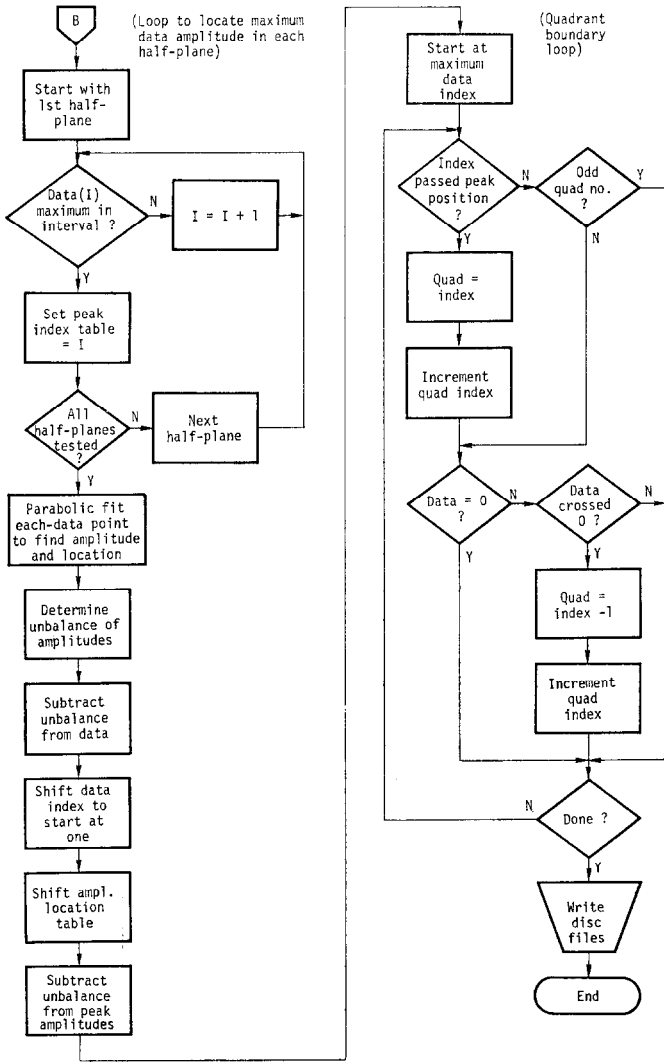 B
(Loop to locate maximum
data amplitude in each
half-plane)
Start with
1st half-
plane
Data(I)
maximum in
interval ?
N
I = I + 1
Y
Set peak
index table
= I
All
half-planes
tested
?
N
Next
half-plane
Y
Parabolic fit
each-data point
to find amplitude
and location
Determine
unbalance of
amplitudes
Subtract
unbalance
from data
Shift data
index to
start at
one
Shift ampl.
location
table
Subtract
unbalance
from peak
amplitudes
(Quadrant
boundary
loop)
Start at
maximum
data
index
Index
passed peak
position
?
N
Odd
quad no.
?
Y
Y
N
Quad =
index
Increment
quad index
Data = 0
?
N
Data
crossed
0 ?
N
Y
Y
Quad =
index -1
Increment
quad
index
N
Done ?
Y
Write
disc
files
End